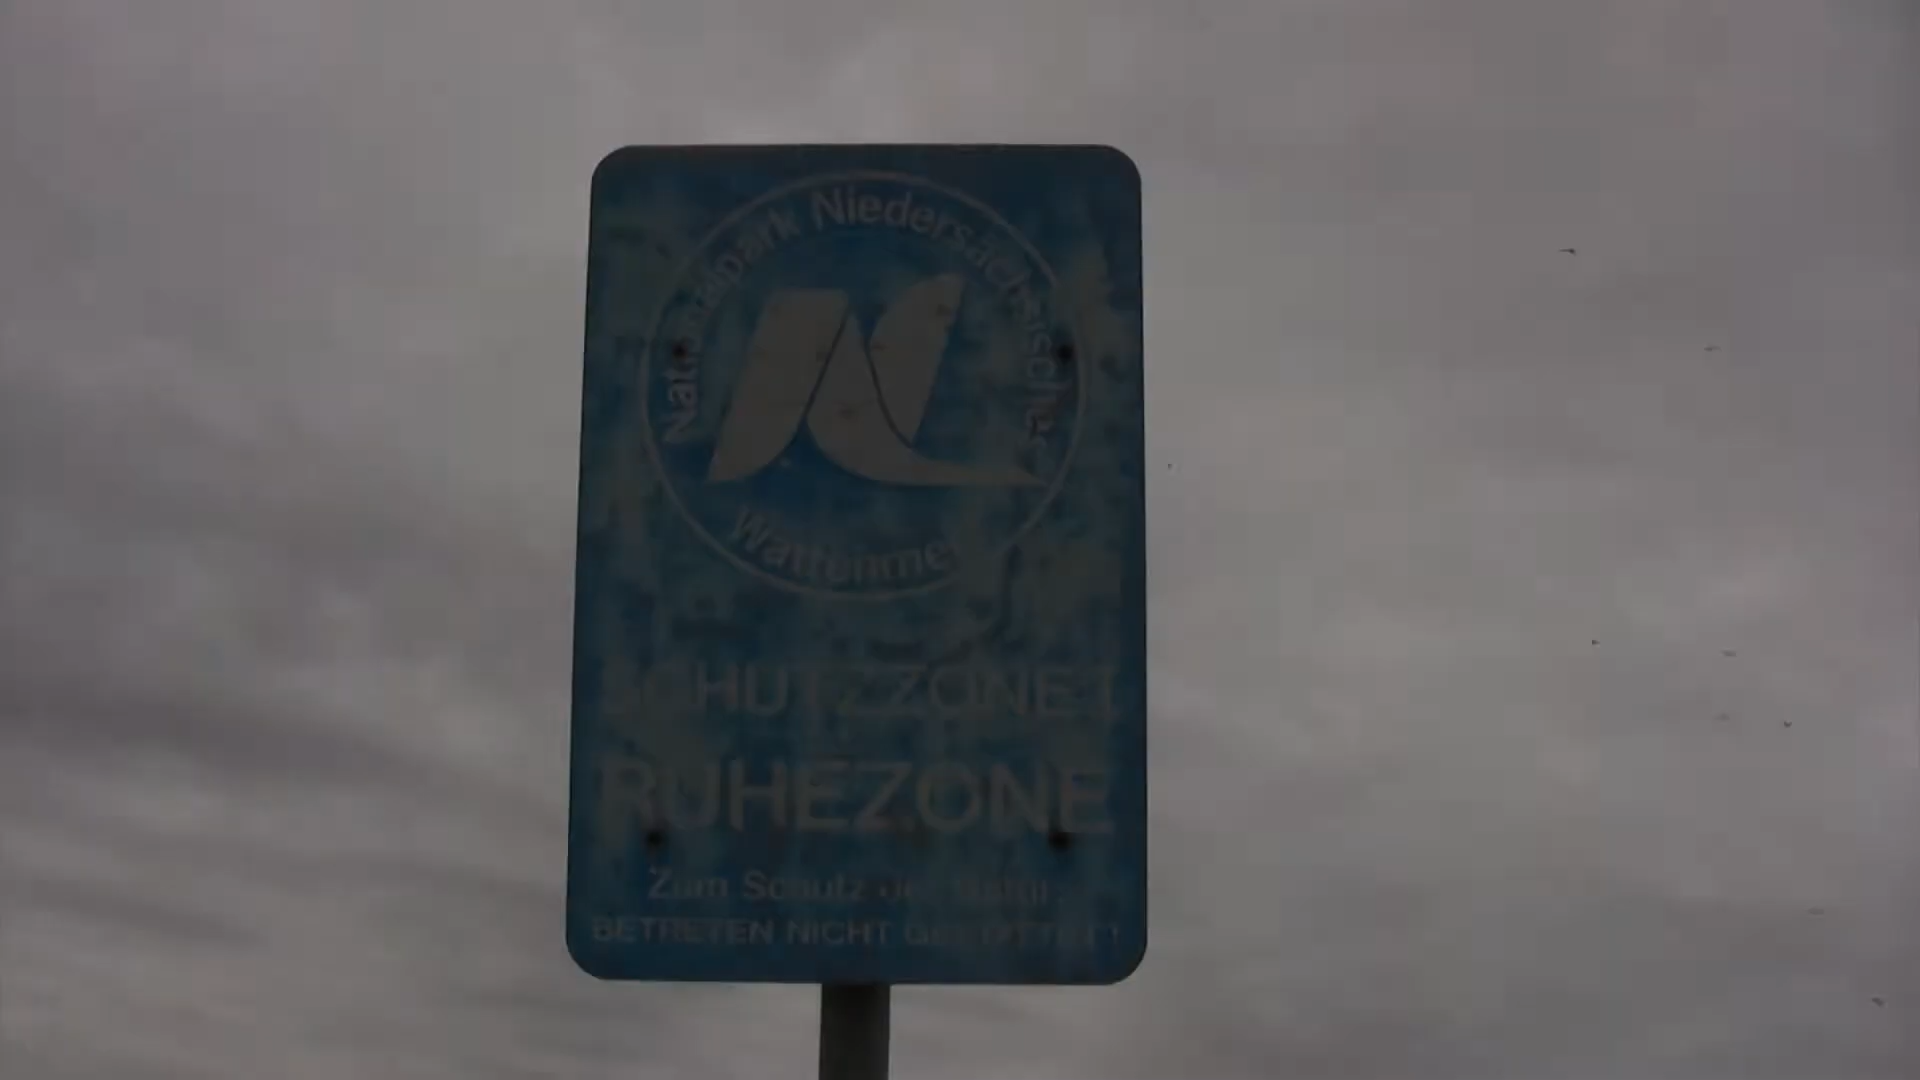 Nationalpark Niedersächsisches
Wattenmeer
SCHUTZZONE I
RUHEZONE
Zum Schutz der Natur
BETRETEN NICHT GESTATTET!